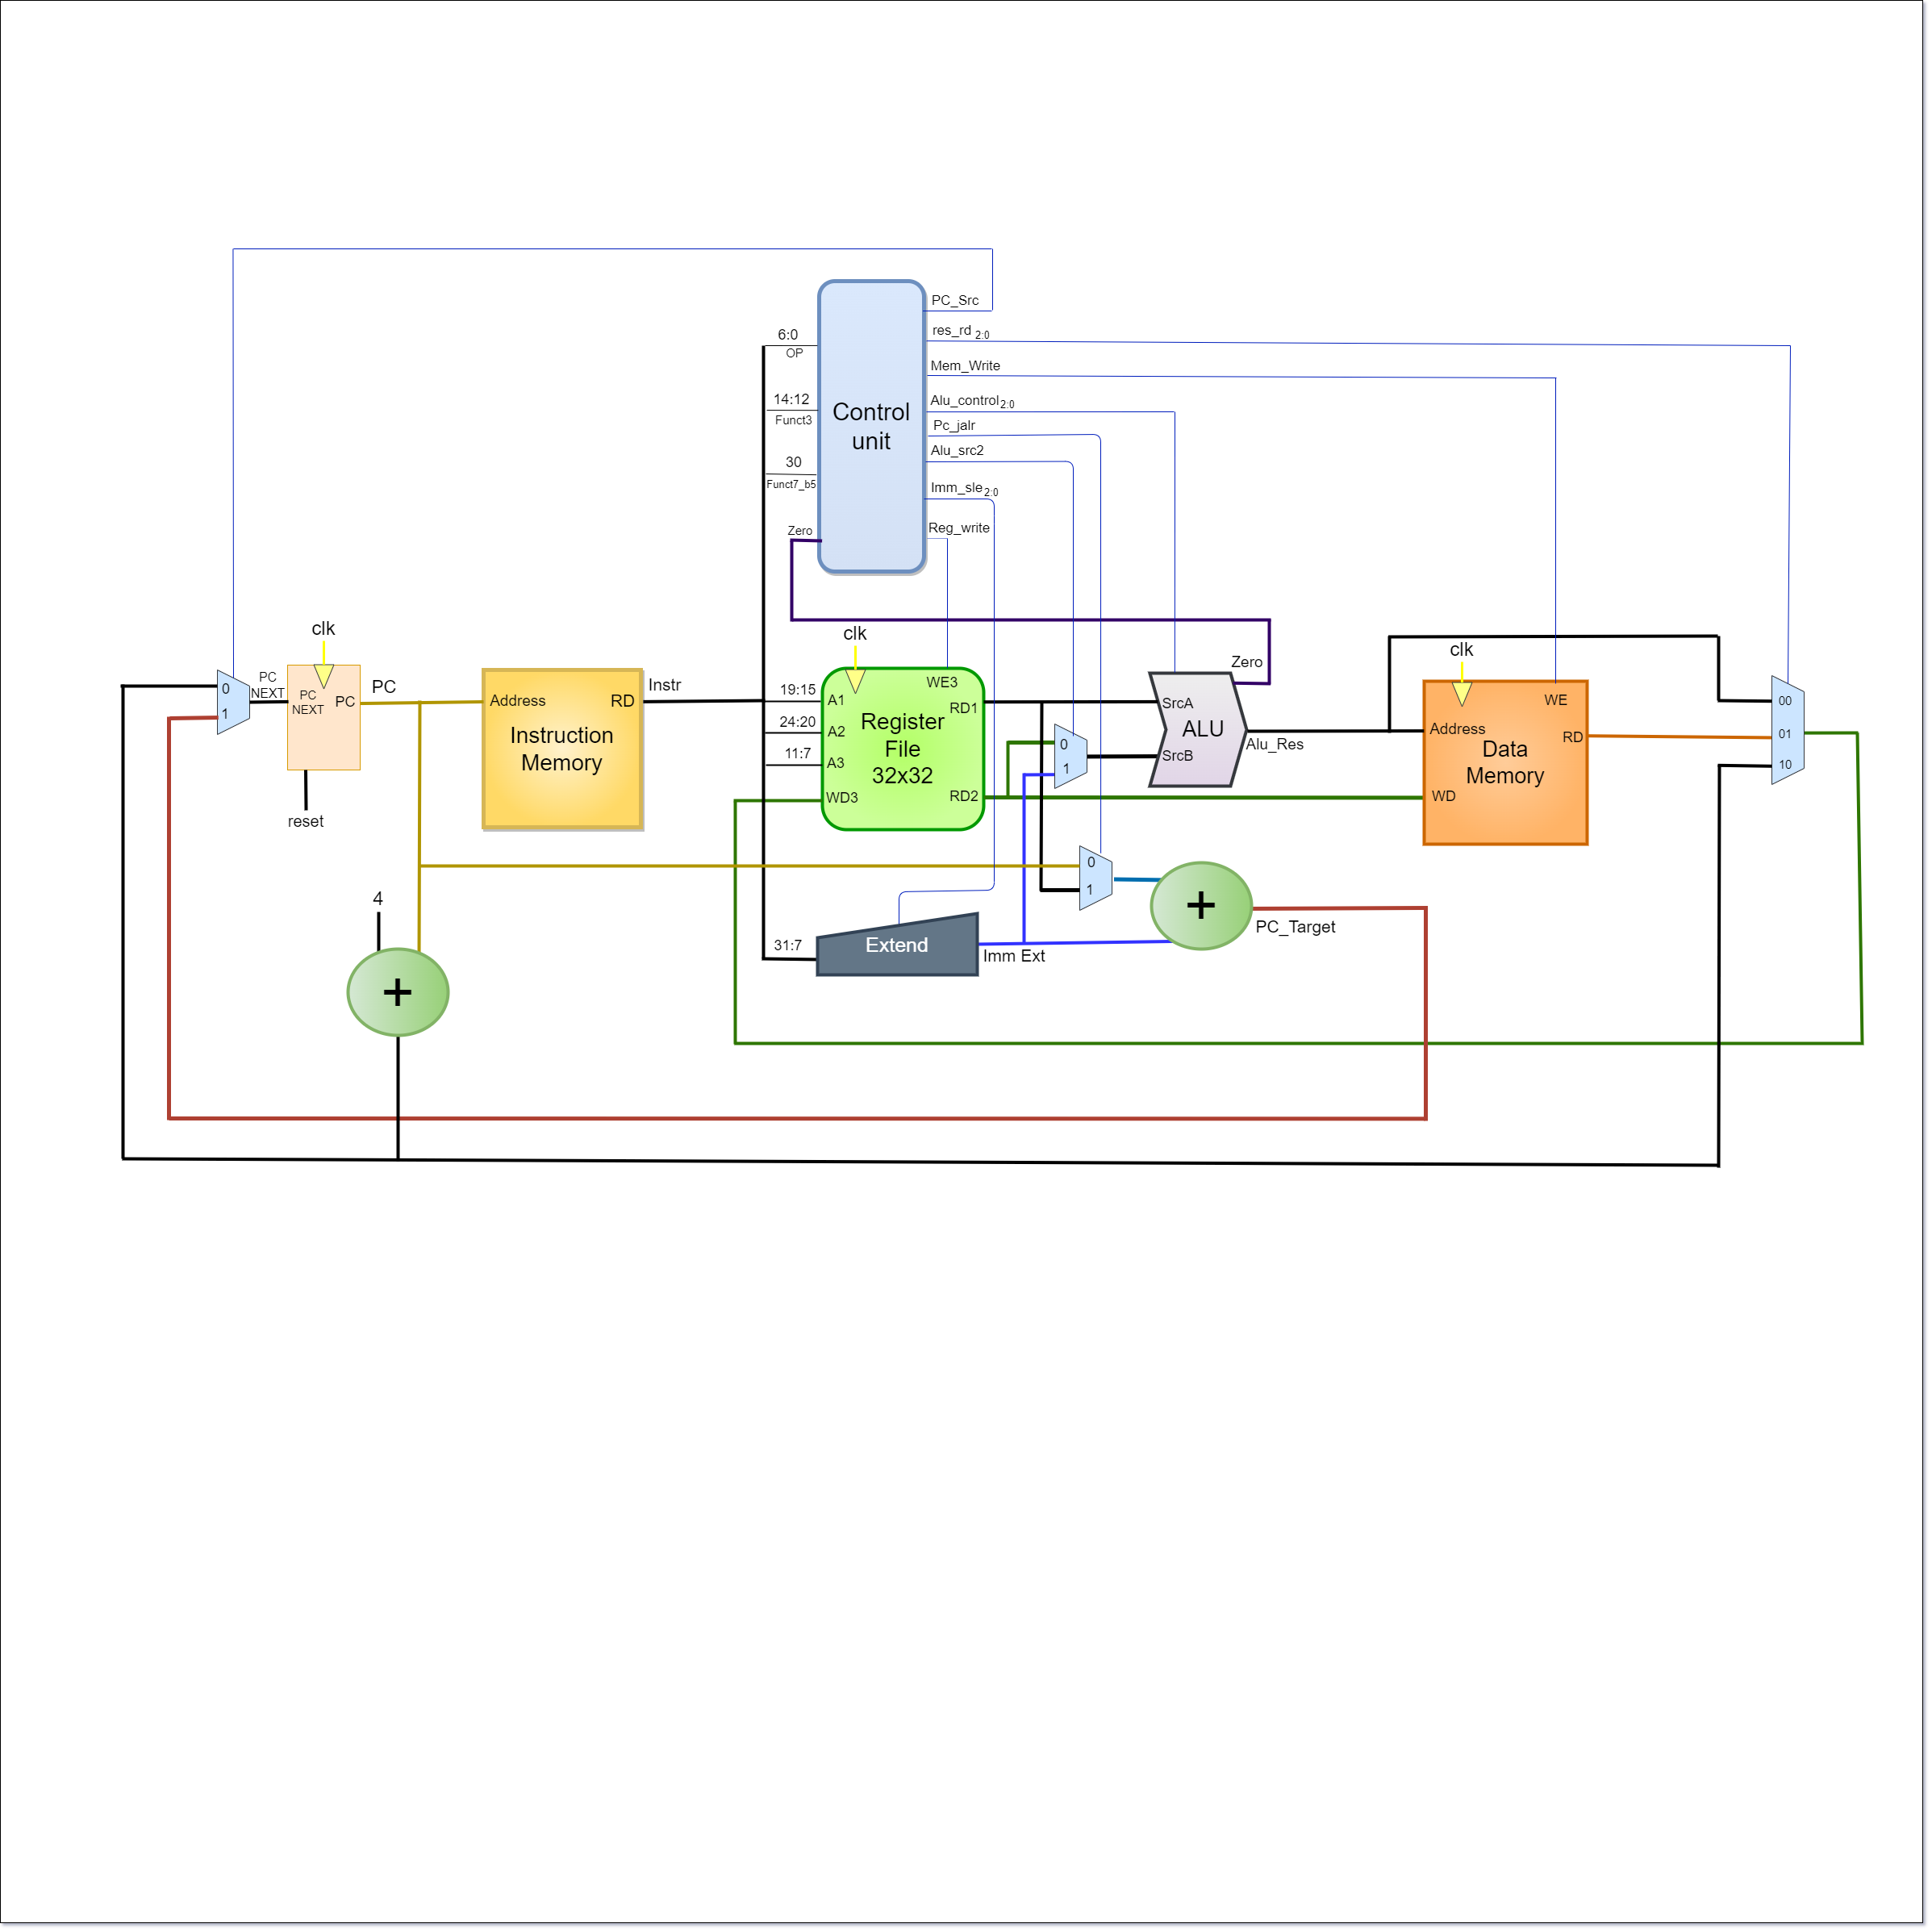 PC_Src
res_rd 2:0
6:0
OP
Mem_Write
14:12
Funct3
Alu_control2:0
Control
unit
Pc_jalr
Alu_src2
30
Funct7_b5
Imm_sle2:0
Zero
Reg_write
clk
clk
clk
Zero
PC
NEXT
0
1
PC
NEXT
PC
PC
reset
Address
RD
Instruction
Memory
Instr
19:15
24:20
11:7
A1
A2
A3
WD3
WE3
RD1
RD2
Register
File
32x32
0
1
SrcA
SrcB
ALU
Alu_Res
WE
Address
RD
WD
Data
Memory
00
01
10
0
1
4
+
31:7
Extend
Imm Ext
+
PC_Target